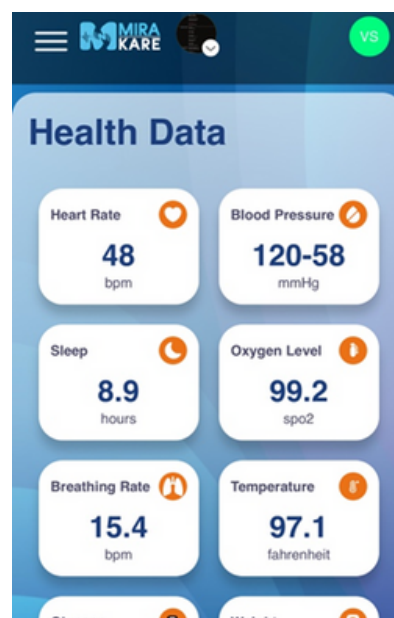 MIRA
KARE
VS
Health Data
Heart Rate
48
bpm
Blood Pressure
120-58
mmHg
Sleep
8.9
hours
Oxygen Level
99.2
spo2
Breathing Rate
15.4
bpm
Temperature
97.1
fahrenheit